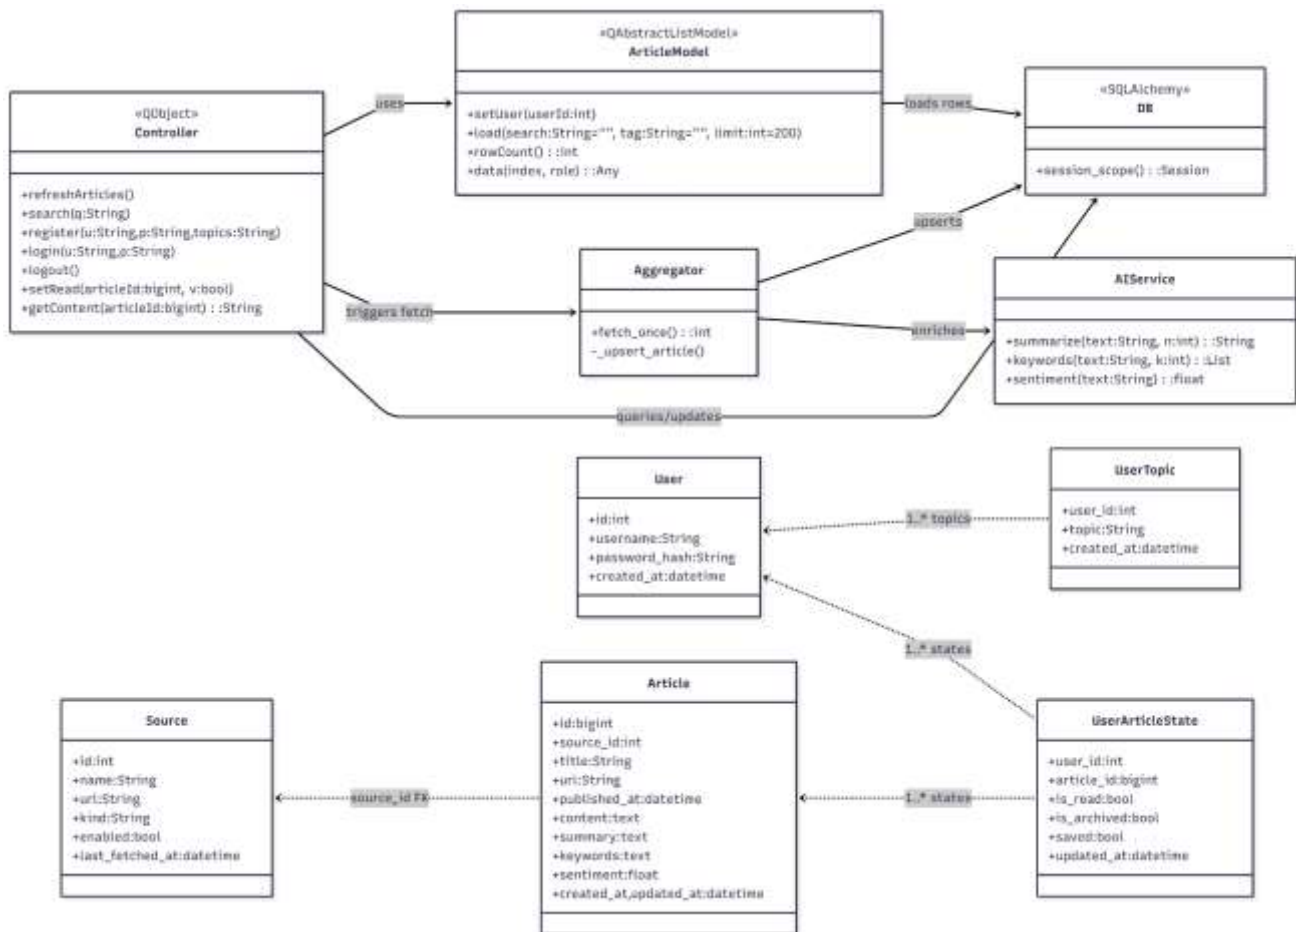 «QAbstractListModel»
ArticleModel
+setUser(userId:int)
+load(search:String="", tag:String="", limit:int=200)
+rowCount() : :int
+data(index, role) : :Any
«QObject»
Controller
+refreshArticles()
+search(q:String)
+register(u:String,p:String,topics:String)
+login(u:String,p:String)
+logout()
+setRead(articleId:bigint, v:bool)
+getContent(articleId:bigint) : :String
uses
loads rows
«SQLAlchemy»
DB
+session_scope() : :Session
upserts
Aggregator
+fetch_once() : :int
-_upsert_article()
triggers fetch
enriches
AIService
+summarize(text:String, n:int) : :String
+keywords(text:String, k:int) : :List
+sentiment(text:String) : :float
queries/updates
User
+id:int
+username:String
+password_hash:String
+created_at:datetime
1..* topics
UserTopic
+user_id:int
+topic:String
+created_at:datetime
1..* states
Source
+id:int
+name:String
+url:String
+kind:String
+enabled:bool
+last_fetched_at:datetime
source_id FK
Article
+id:bigint
+source_id:int
+title:String
+url:String
+published_at:datetime
+content:text
+summary:text
+keywords:text
+sentiment:float
+created_at,updated_at:datetime
1..* states
UserArticleState
+user_id:int
+article_id:bigint
+is_read:bool
+is_archived:bool
+saved:bool
+updated_at:datetime